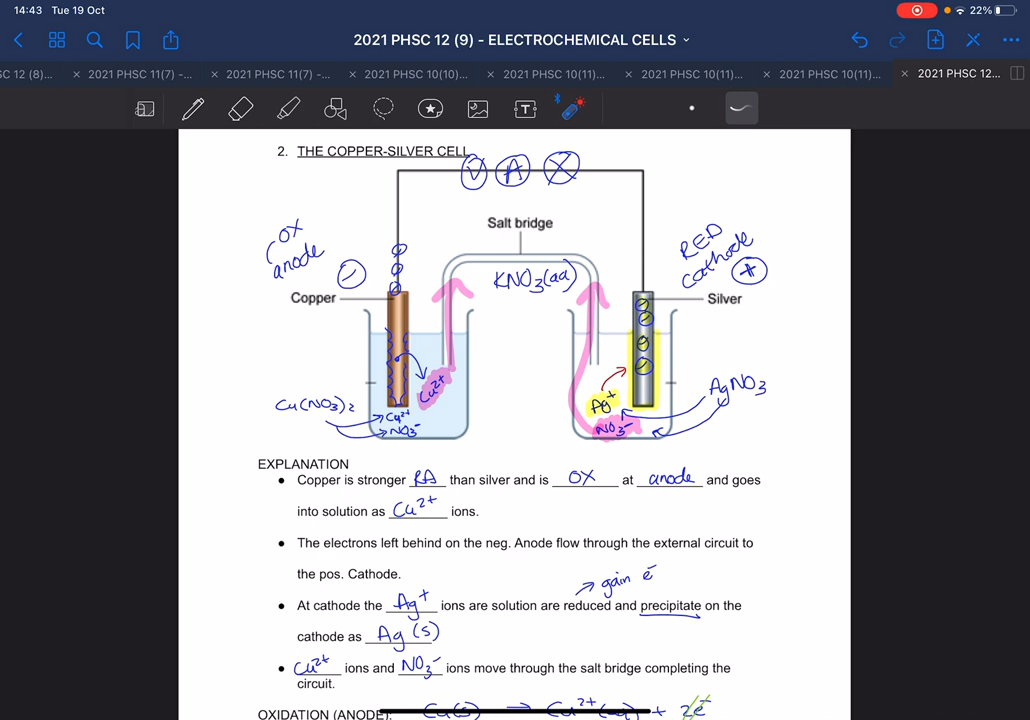 14:43 Tue 19 Oct 22%
2021 PHSC 12 (9) - ELECTROCHEMICAL CELLS
SC 12 (8)... 2021 PHSC 11(7) -... 2021 PHSC 11(7) -... 2021 PHSC 10(10)... 2021 PHSC 10(11)... 2021 PHSC 10(11)... 2021 PHSC 10(11)... 2021 PHSC 12...
2. THE COPPER-SILVER CELL
V A X
Salt bridge
OX
anode
−
RED
cathode
+
KNO3(aq)
Copper
Silver
Cu2+
Ag+
AgNO3
Cu(NO3)2
Cu2+
NO3−
NO3−
EXPLANATION
• Copper is stronger RA than silver and is OX at anode and goes
into solution as Cu2+ ions.
• The electrons left behind on the neg. Anode flow through the external circuit to
the pos. Cathode.
→ gain e−
• At cathode the Ag+ ions are solution are reduced and precipitate on the
cathode as Ag (s)
• Cu2+ ions and NO3− ions move through the salt bridge completing the
circuit.
OXIDATION (ANODE): Cu(s) → Cu2+ (aq) + 2e−